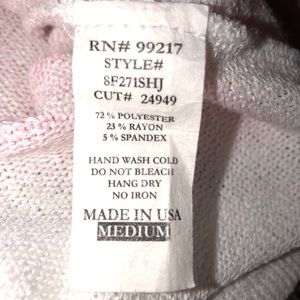 RN# 99217
STYLE#
8F271SHJ
CUT# 24949
72 % POLYESTER
23 % RAYON
5 % SPANDEX
HAND WASH COLD
DO NOT BLEACH
HANG DRY
NO IRON
MADE IN USA
MEDIUM